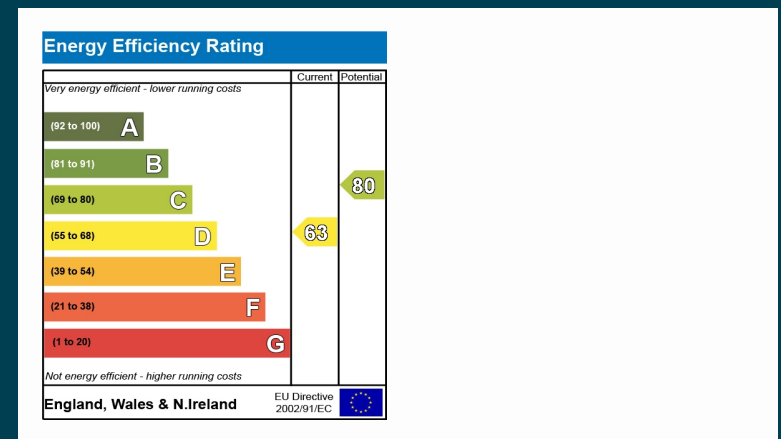 Energy Efficiency Rating
Current Potential
Very energy efficient - lower running costs
(92 to 100) A
(81 to 91) B
80
(69 to 80) C
(55 to 68) D 63
(39 to 54) E
(21 to 38) F
(1 to 20) G
Not energy efficient - higher running costs
England, Wales & N.Ireland
EU Directive
2002/91/EC